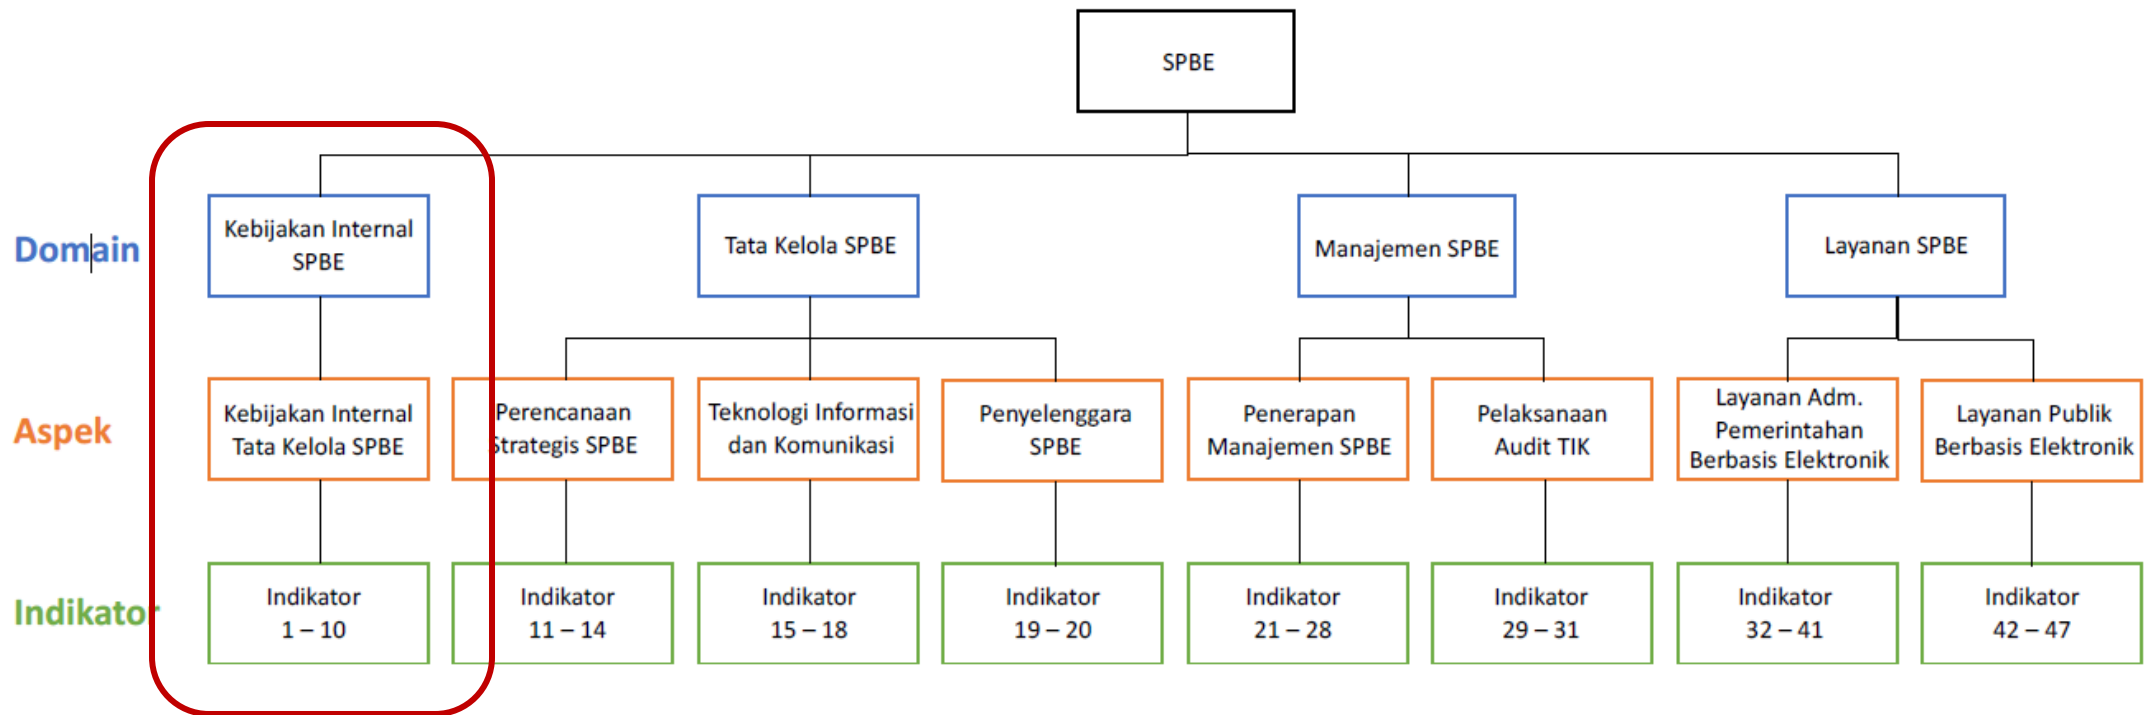 SPBE
Domain
Kebijakan Internal
SPBE
Tata Kelola SPBE
Manajemen SPBE
Layanan SPBE
Aspek
Kebijakan Internal
Tata Kelola SPBE
Perencanaan
Strategis SPBE
Teknologi Informasi
dan Komunikasi
Penyelenggara
SPBE
Penerapan
Manajemen SPBE
Pelaksanaan
Audit TIK
Layanan Adm.
Pemerintahan
Berbasis Elektronik
Layanan Publik
Berbasis Elektronik
Indikator
Indikator
1 – 10
Indikator
11 – 14
Indikator
15 – 18
Indikator
19 – 20
Indikator
21 – 28
Indikator
29 – 31
Indikator
32 – 41
Indikator
42 – 47